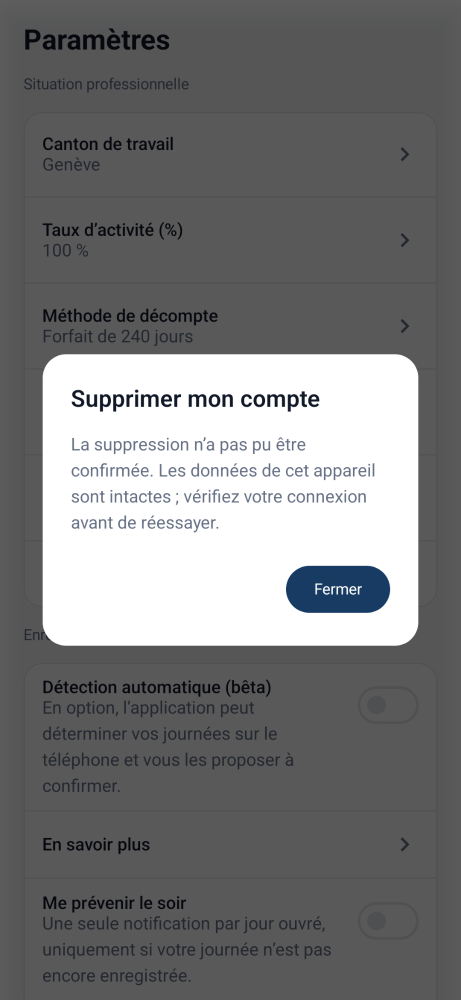 Paramètres
Situation professionnelle
Canton de travail
Genève
Taux d’activité (%)
100 %
Méthode de décompte
Forfait de 240 jours
Supprimer mon compte
La suppression n’a pas pu être
confirmée. Les données de cet appareil
sont intactes ; vérifiez votre connexion
avant de réessayer.
Fermer
Détection automatique (bêta)
En option, l’application peut
déterminer vos journées sur le
téléphone et vous les proposer à
confirmer.
En savoir plus
Me prévenir le soir
Une seule notification par jour ouvré,
uniquement si votre journée n’est pas
encore enregistrée.